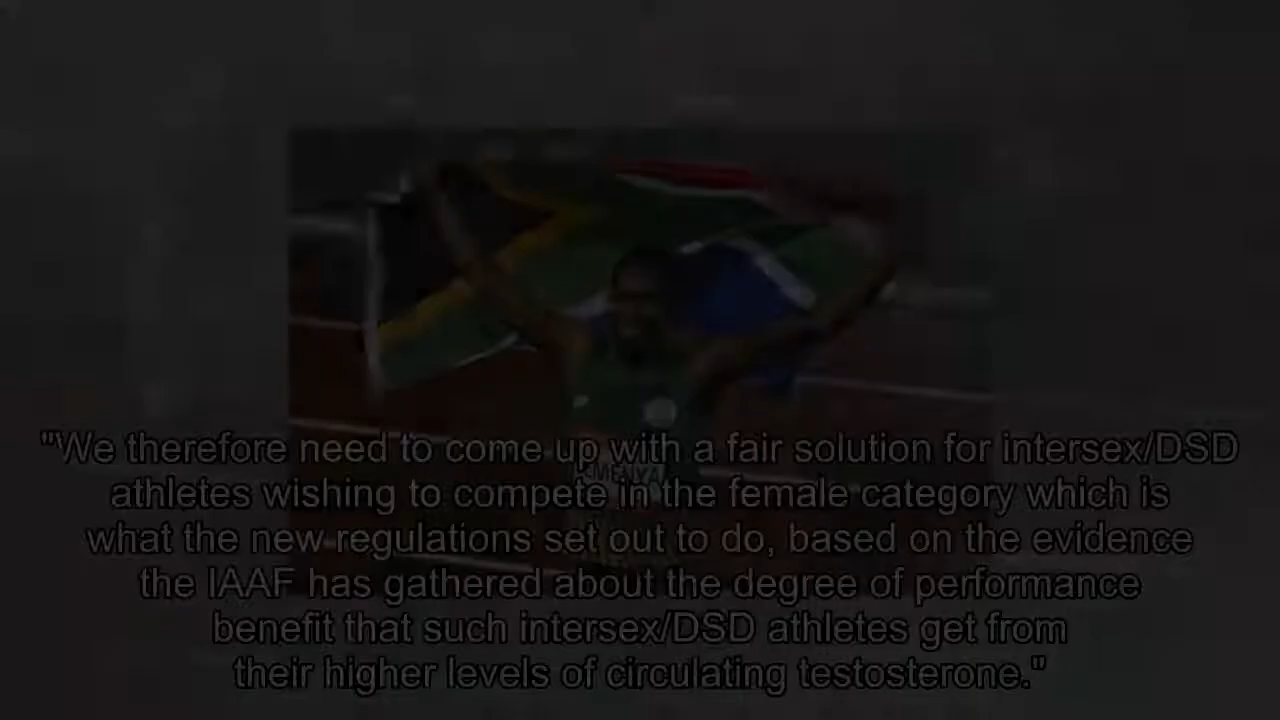 "We therefore need to come up with a fair solution for intersex/DSD
athletes wishing to compete in the female category which is
what the new regulations set out to do, based on the evidence
the IAAF has gathered about the degree of performance
benefit that such intersex/DSD athletes get from
their higher levels of circulating testosterone."
SEMENYA